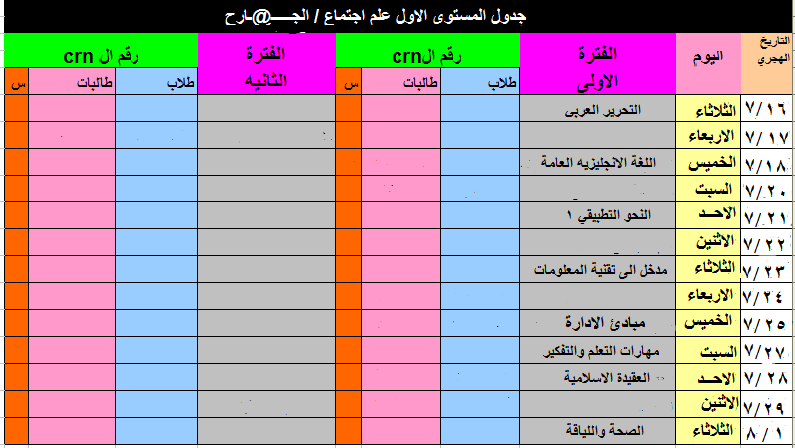 جدول المستوى الاول علم اجتماع / الجـــــ@ـارح
التاريخ الهجري اليوم الفترة الاولى رقم الcrn الفترة الثانيه رقم ال crn
طلاب طالبات س طلاب طالبات س
٧/١٦ الثلاثاء التحرير العربى
٧/١٧ الاربعاء
٧/١٨ الخميس اللغة الانجليزيه العامة
٧/٢٠ السبت
٧/٢١ الاحــد النحو التطبيقي ١
٧/٢٢ الاثنين
٧/٢٣ الثلاثاء مدخل الى تقنية المعلومات
٧/٢٤ الاربعاء
٧/٢٥ الخميس مبادئ الادارة
٧/٢٧ السبت مهارات التعلم والتفكير
٧/٢٨ الاحــد العقيدة الاسلامية
٧/٢٩ الاثنين
٨/١ الثلاثاء الصحة واللياقة